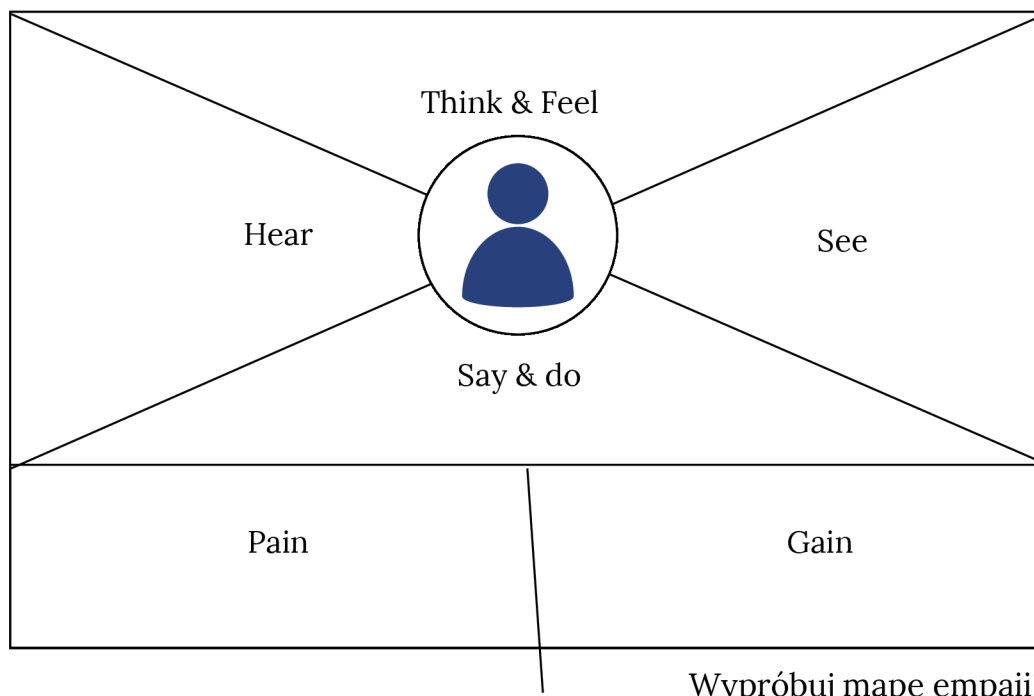 Think & Feel
Hear
See
Say & do
Pain
Gain
Wypróbuj mapę empaii